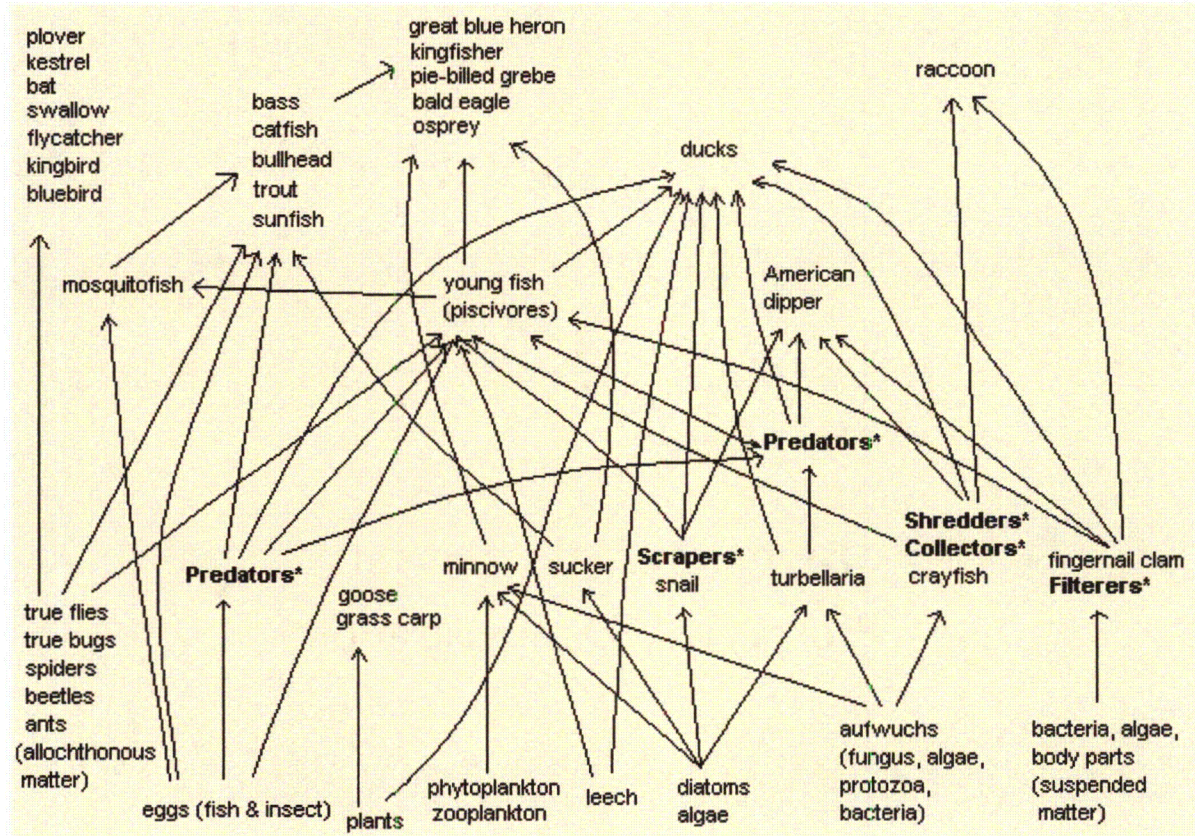 plover
kestrel
bat
swallow
flycatcher
kingbird
bluebird
great blue heron
kingfisher
pie-billed grebe
bald eagle
osprey
raccoon
bass
catfish
bullhead
trout
sunfish
ducks
mosquitofish
young fish
(piscivores)
American
dipper
Predators*
Predators*
minnow
sucker
Scrapers*
snail
turbellaria
Shredders*
Collectors*
crayfish
fingernail clam
Filterers*
goose
grass carp
true flies
true bugs
spiders
beetles
ants
(allochthonous
matter)
eggs (fish & insect)
plants
phytoplankton
zooplankton
leech
diatoms
algae
aufwuchs
(fungus, algae,
protozoa,
bacteria)
bacteria, algae,
body parts
(suspended
matter)